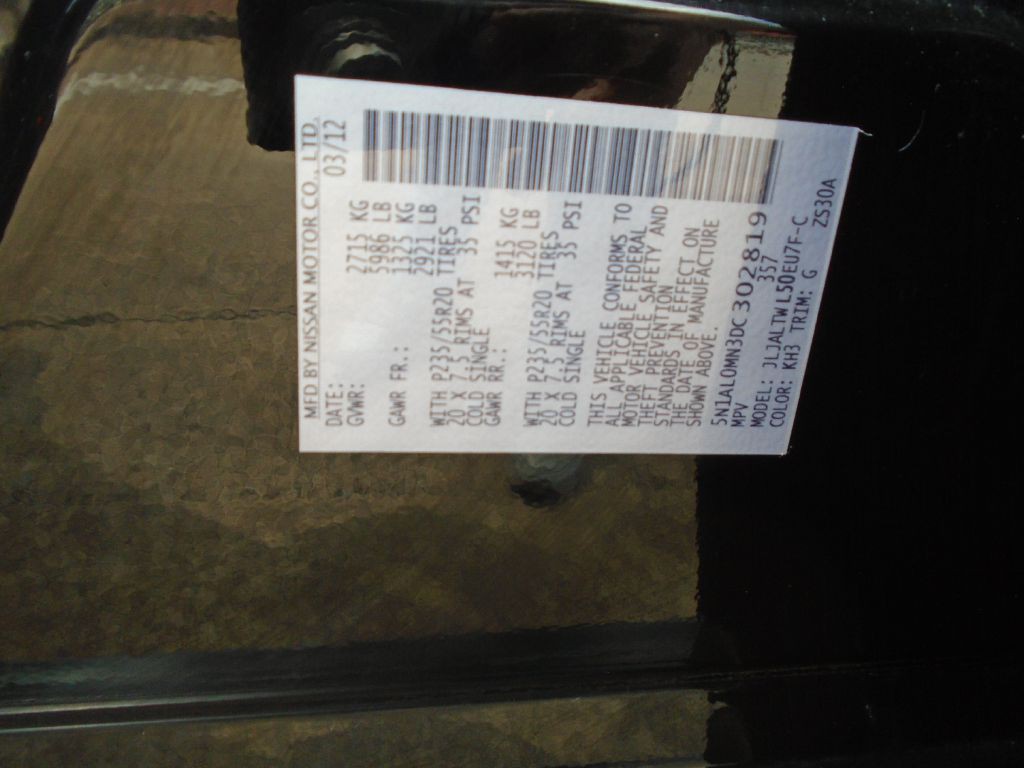 MFD BY NISSAN MOTOR CO., LTD.
DATE: 03/12
GVWR: 2715 KG
5986 LB
GAWR FR.: 1325 KG
2921 LB
WITH P235/55R20 TIRES
20 X 7.5 RIMS AT 35 PSI
COLD SINGLE
GAWR RR.: 1415 KG
3120 LB
WITH P235/55R20 TIRES
20 X 7.5 RIMS AT 35 PSI
COLD SINGLE
THIS VEHICLE CONFORMS TO
ALL APPLICABLE FEDERAL
MOTOR VEHICLE SAFETY AND
THEFT PREVENTION
STANDARDS IN EFFECT ON
THE DATE OF MANUFACTURE
SHOWN ABOVE.
5N1AL0MN3DC302819
MPV 357
MODEL: JLJALTWL50EU7F-C
COLOR: KH3 TRIM: G
ZS30A